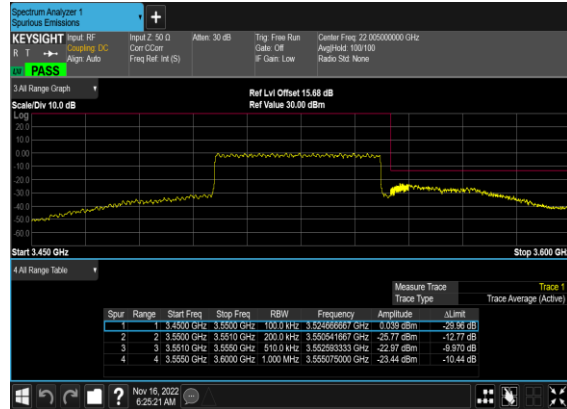 Spectrum Analyzer 1
Spurious Emissions
KEYSIGHT Input: RF Input Z: 50 Ω Atten: 30 dB Trig: Free Run Center Freq: 22.005000000 GHz
R T Coupling: DC Corr CCorr Gate: Off Avg|Hold: 100/100
Align: Auto Freq Ref: Int (S) IF Gain: Low Radio Std: None
PASS
3 All Range Graph
Ref Lvl Offset 15.68 dB
Scale/Div 10.0 dB Ref Value 30.00 dBm
Log
20.0
10.0
0.00
-10.0
-20.0
-30.0
-40.0
-50.0
-60.0
Start 3.450 GHz Stop 3.600 GH
4 All Range Table
Measure Trace Trace 1
Trace Type Trace Average (Active)
Spur Range Start Freq Stop Freq RBW Frequency Amplitude ΔLimit
1 1 3.4500 GHz 3.5500 GHz 100.0 kHz 3.524666667 GHz 0.039 dBm -29.96 dB
2 2 3.5500 GHz 3.5510 GHz 200.0 kHz 3.550541667 GHz -25.77 dBm -12.77 dB
3 3 3.5510 GHz 3.5550 GHz 510.0 kHz 3.552593333 GHz -22.97 dBm -9.970 dB
4 4 3.5550 GHz 3.6000 GHz 1.000 MHz 3.555075000 GHz -23.44 dBm -10.44 dB
Nov 16, 2022
6:25:21 AM